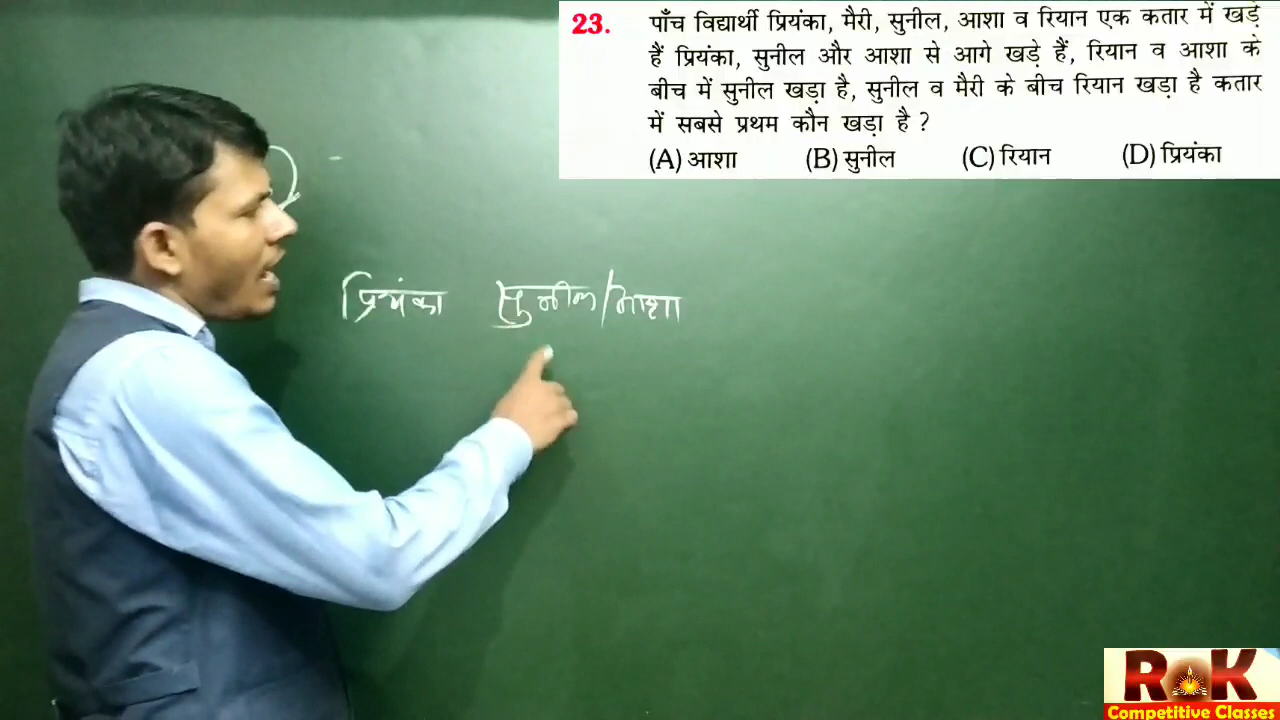 23. पाँच विद्यार्थी प्रियंका, मैरी, सुनील, आशा व रियान एक कतार में खड़े
हैं प्रियंका, सुनील और आशा से आगे खड़े हैं, रियान व आशा के
बीच में सुनील खड़ा है, सुनील व मैरी के बीच रियान खड़ा है कतार
में सबसे प्रथम कौन खड़ा है ?
(A) आशा (B) सुनील (C) रियान (D) प्रियंका
प्रियंका सुनील/आशा
ROK
Competitive Classes